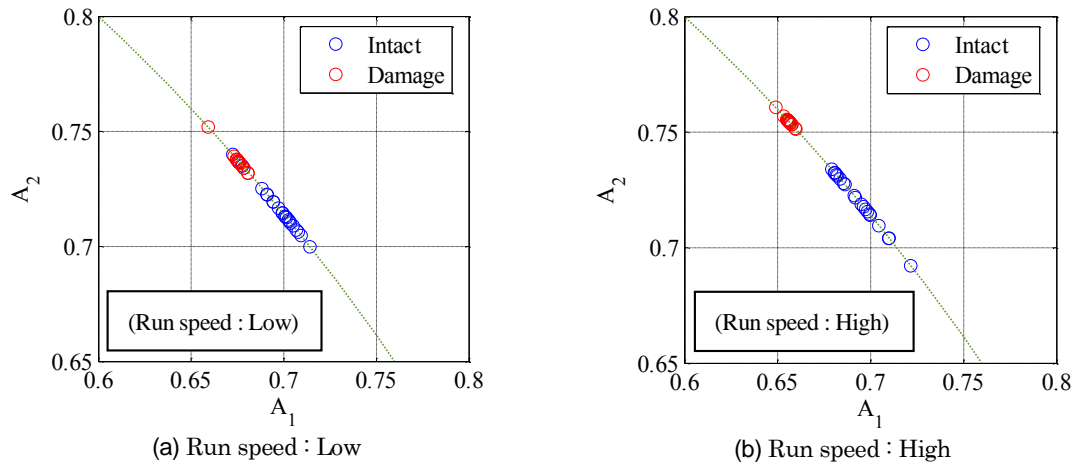 0.8
0.75
0.7
0.65
A2
Intact
Damage
(Run speed : Low)
0.6 0.65 0.7 0.75 0.8
A1
(a) Run speed : Low
0.8
0.75
0.7
0.65
A2
Intact
Damage
(Run speed : High)
0.6 0.65 0.7 0.75 0.8
A1
(b) Run speed : High